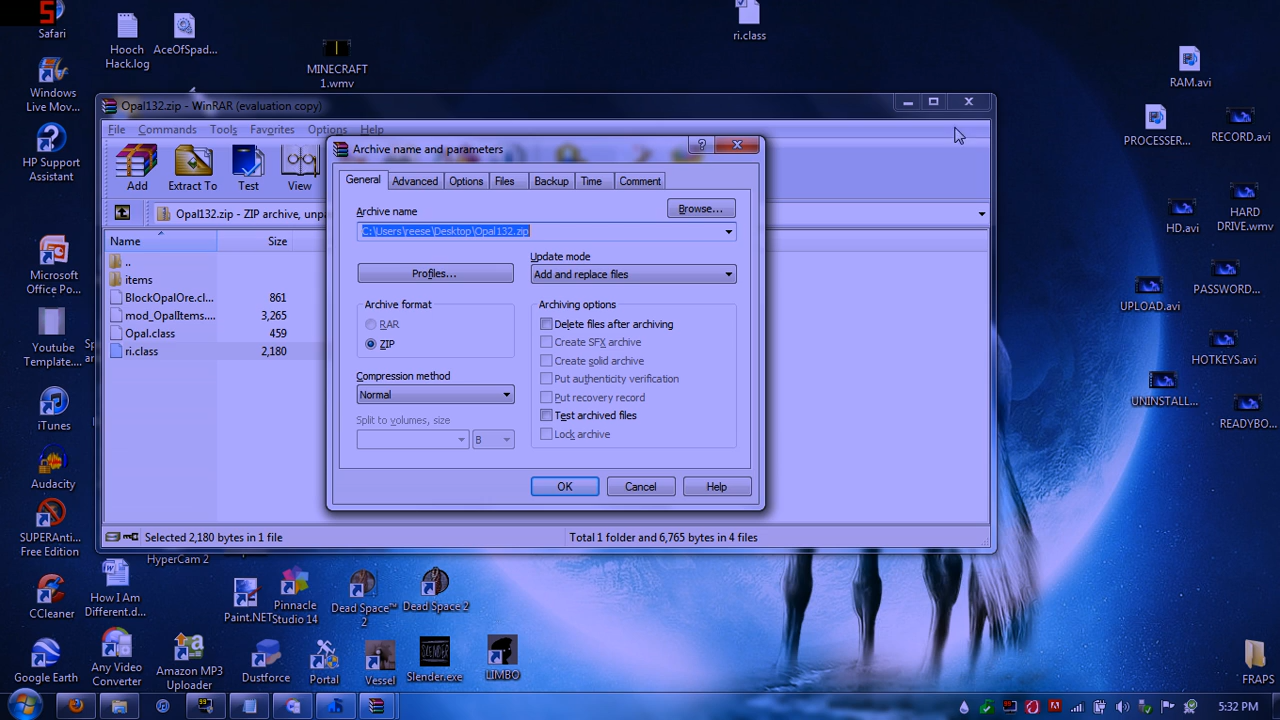 5
Safari
Hooch
Hack.log
AceOfSpad...
MINECRAFT
1.wmv
ri.class
RAM.avi
Windows
Live Mov...
PROCESSER...
RECORD.avi
HP Support
Assistant
HD.avi
HARD
DRIVE.wmv
Microsoft
Office Po...
PASSWORD...
UPLOAD.avi
Youtube
Template....
HOTKEYS.avi
iTunes
UNINSTALL...
READYBO...
Audacity
SUPERAnti...
Free Edition
HyperCam 2
CCleaner
How I Am
Different.d...
Paint.NET
Pinnacle
Studio 14
Dead Space™
2
Dead Space 2
Google Earth
Any Video
Converter
Amazon MP3
Uploader
Dustforce
Portal
Vessel
Slender.exe
LIMBO
FRAPS
Opal132.zip - WinRAR (evaluation copy)
File Commands Tools Favorites Options Help
Add Extract To Test View
Opal132.zip - ZIP archive, unpa
Name Size
..
items
BlockOpalOre.cl... 861
mod_OpalItems.... 3,265
Opal.class 459
ri.class 2,180
Selected 2,180 bytes in 1 file
Total 1 folder and 6,765 bytes in 4 files
Archive name and parameters
?
General Advanced Options Files Backup Time Comment
Archive name
Browse...
C:\Users\reese\Desktop\Opal132.zip
Profiles...
Update mode
Add and replace files
Archive format
RAR
ZIP
Compression method
Normal
Split to volumes, size
B
Archiving options
Delete files after archiving
Create SFX archive
Create solid archive
Put authenticity verification
Put recovery record
Test archived files
Lock archive
OK Cancel Help
5:32 PM